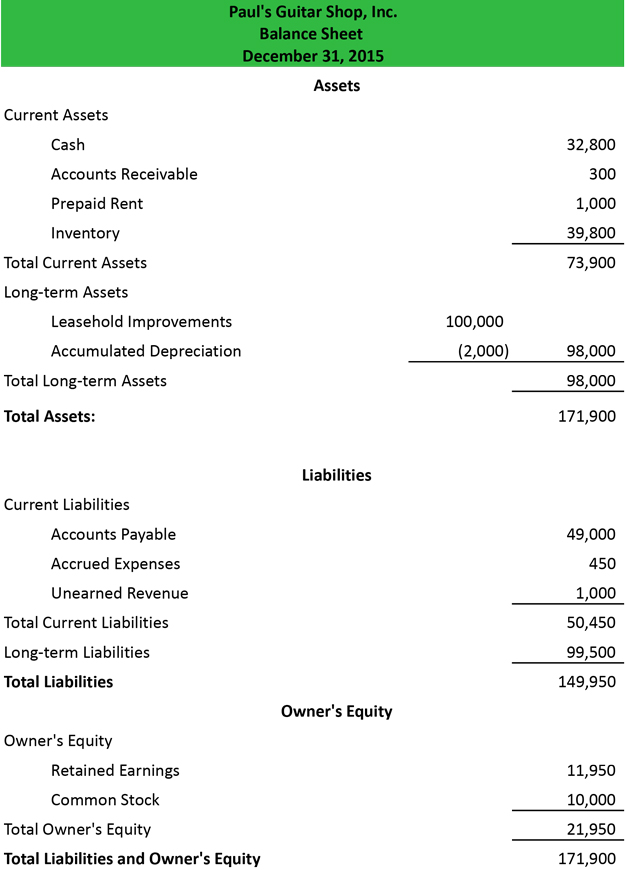 Paul's Guitar Shop, Inc.
Balance Sheet
December 31, 2015
Assets
Current Assets
Cash 32,800
Accounts Receivable 300
Prepaid Rent 1,000
Inventory 39,800
Total Current Assets 73,900
Long-term Assets
Leasehold Improvements 100,000
Accumulated Depreciation (2,000) 98,000
Total Long-term Assets 98,000
Total Assets: 171,900
Liabilities
Current Liabilities
Accounts Payable 49,000
Accrued Expenses 450
Unearned Revenue 1,000
Total Current Liabilities 50,450
Long-term Liabilities 99,500
Total Liabilities 149,950
Owner's Equity
Owner's Equity
Retained Earnings 11,950
Common Stock 10,000
Total Owner's Equity 21,950
Total Liabilities and Owner's Equity 171,900